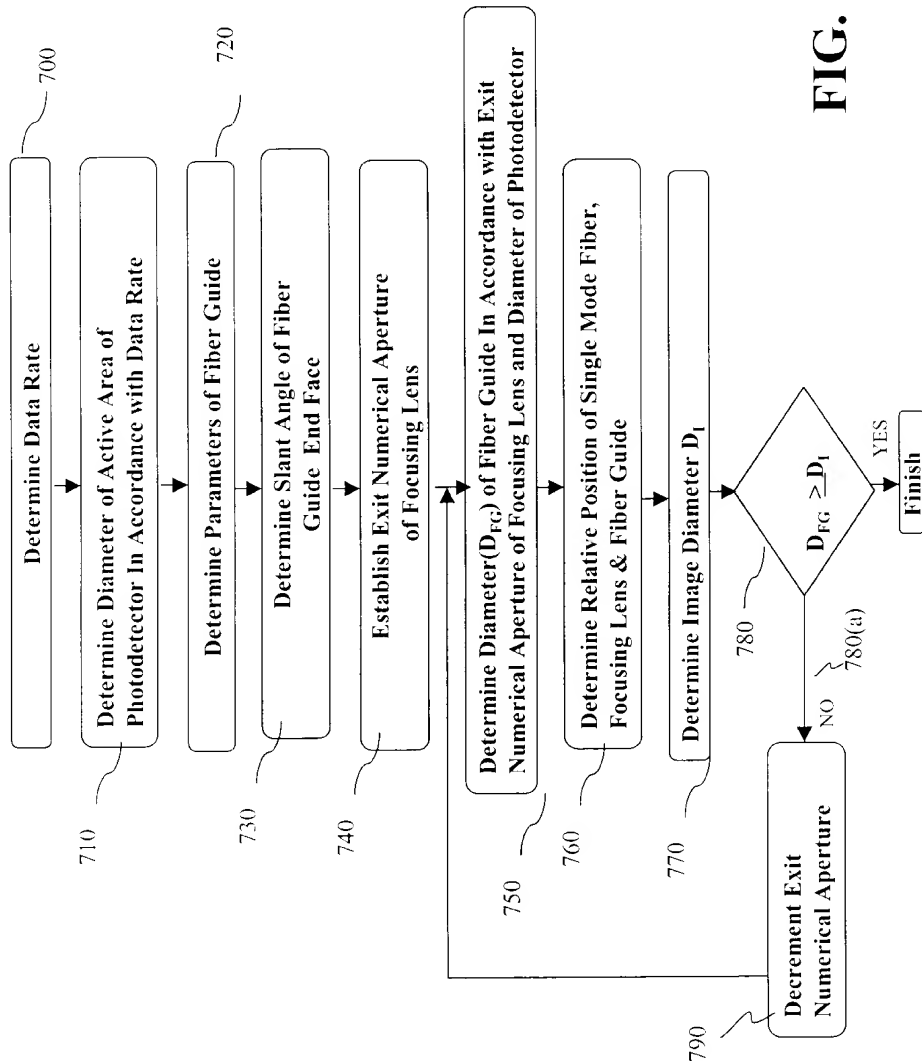 700
Determine Data Rate
710
Determine Diameter of Active Area of
Photodetector In Accordance with Data Rate
720
Determine Parameters of Fiber Guide
730
Determine Slant Angle of Fiber
Guide End Face
740
Establish Exit Numerical Aperture
of Focusing Lens
750
Determine Diameter(D_FG) of Fiber Guide In Accordance with Exit
Numerical Aperture of Focusing Lens and Diameter of Photodetector
760
Determine Relative Position of Single Mode Fiber,
Focusing Lens & Fiber Guide
770
Determine Image Diameter D_I
780
D_FG ≥ D_I
YES
Finish
780(a)
NO
790
Decrement Exit
Numerical Aperture
FIG.